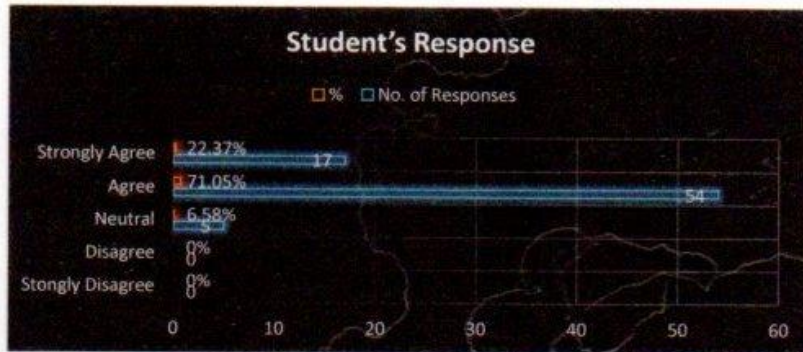 Student's Response
% No. of Responses
Strongly Agree 22.37%
17
Agree 71.05%
54
Neutral 6.58%
5
Disagree 0%
0
Stongly Disagree 0%
0
0 10 20 30 40 50 60